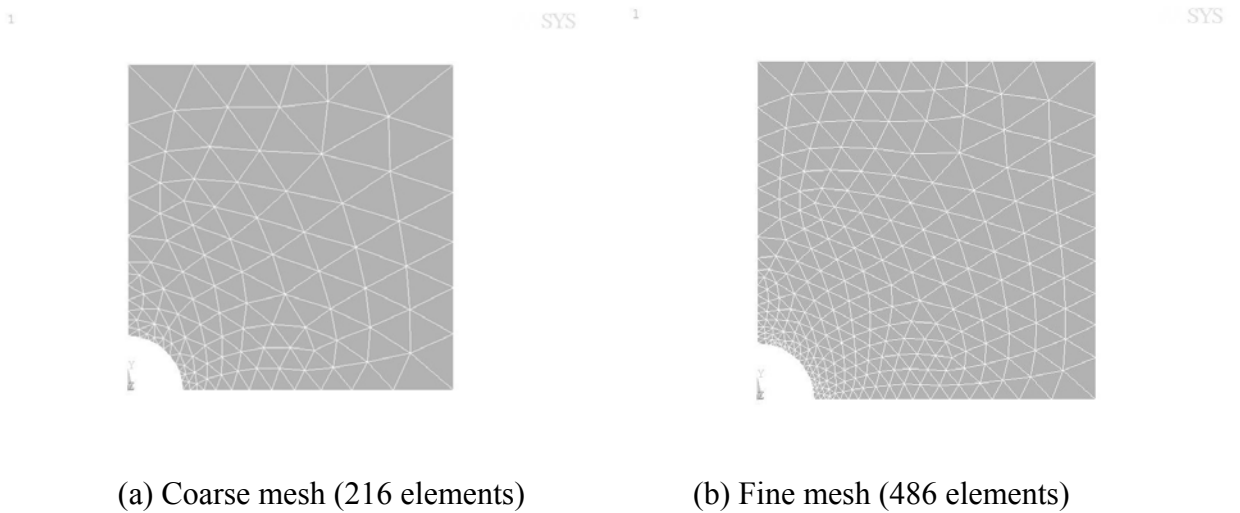 1 SYS 1 SYS
Y Y
X X
(a) Coarse mesh (216 elements) (b) Fine mesh (486 elements)